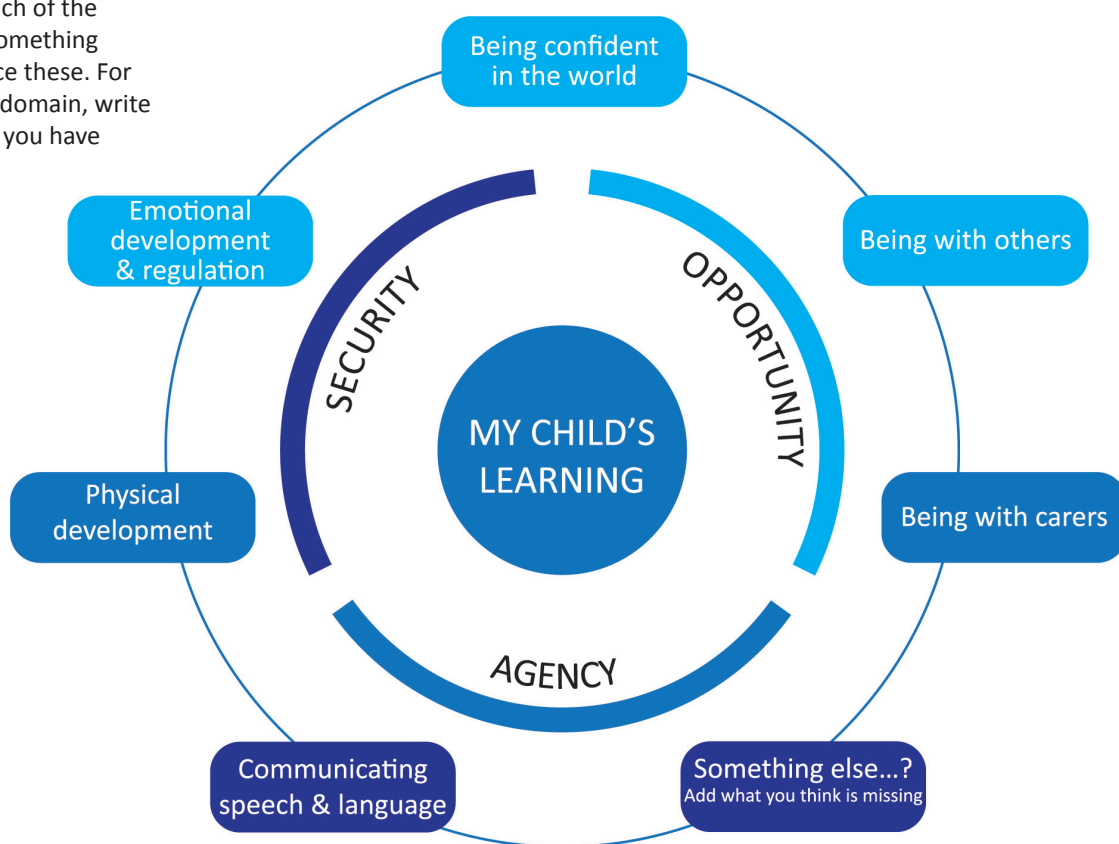 ch of the
omething
ce these. For
domain, write
you have
Being confident
in the world
Emotional
development
& regulation
Being with others
SECURITY
OPPORTUNITY
MY CHILD'S
LEARNING
Physical
development
Being with carers
AGENCY
Communicating
speech & language
Something else...?
Add what you think is missing